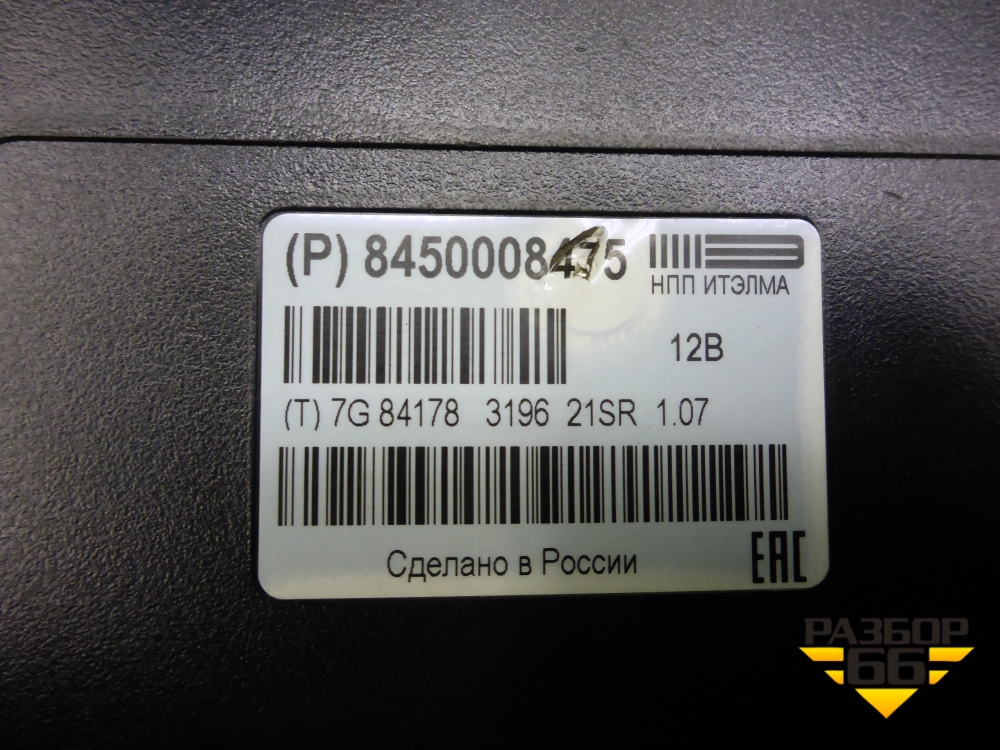 (P) 8450008475
НПП ИТЭЛМА
12В
(T) 7G 84178 3196 21SR 1.07
Сделано в России
EAC
РАЗБОР
66